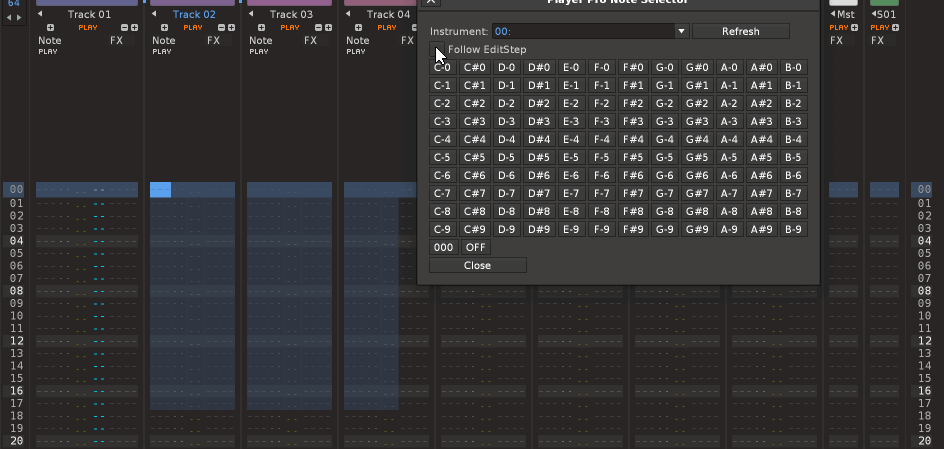 64
Track 01 Track 02 Track 03 Track 04
PLAY PLAY PLAY PLAY
Note FX Note FX Note FX Note FX
PLAY PLAY PLAY PLAY
Player Pro Note Selector
Instrument: 00: Refresh
Follow EditStep
C-0 C#0 D-0 D#0 E-0 F-0 F#0 G-0 G#0 A-0 A#0 B-0
C-1 C#1 D-1 D#1 E-1 F-1 F#1 G-1 G#1 A-1 A#1 B-1
C-2 C#2 D-2 D#2 E-2 F-2 F#2 G-2 G#2 A-2 A#2 B-2
C-3 C#3 D-3 D#3 E-3 F-3 F#3 G-3 G#3 A-3 A#3 B-3
C-4 C#4 D-4 D#4 E-4 F-4 F#4 G-4 G#4 A-4 A#4 B-4
C-5 C#5 D-5 D#5 E-5 F-5 F#5 G-5 G#5 A-5 A#5 B-5
C-6 C#6 D-6 D#6 E-6 F-6 F#6 G-6 G#6 A-6 A#6 B-6
C-7 C#7 D-7 D#7 E-7 F-7 F#7 G-7 G#7 A-7 A#7 B-7
C-8 C#8 D-8 D#8 E-8 F-8 F#8 G-8 G#8 A-8 A#8 B-8
C-9 C#9 D-9 D#9 E-9 F-9 F#9 G-9 G#9 A-9 A#9 B-9
000 OFF
Close
Mst S01
PLAY PLAY
FX FX
00 00
01 01
02 02
03 03
04 04
05 05
06 06
07 07
08 08
09 09
10 10
11 11
12 12
13 13
14 14
15 15
16 16
17 17
18 18
19 19
20 20